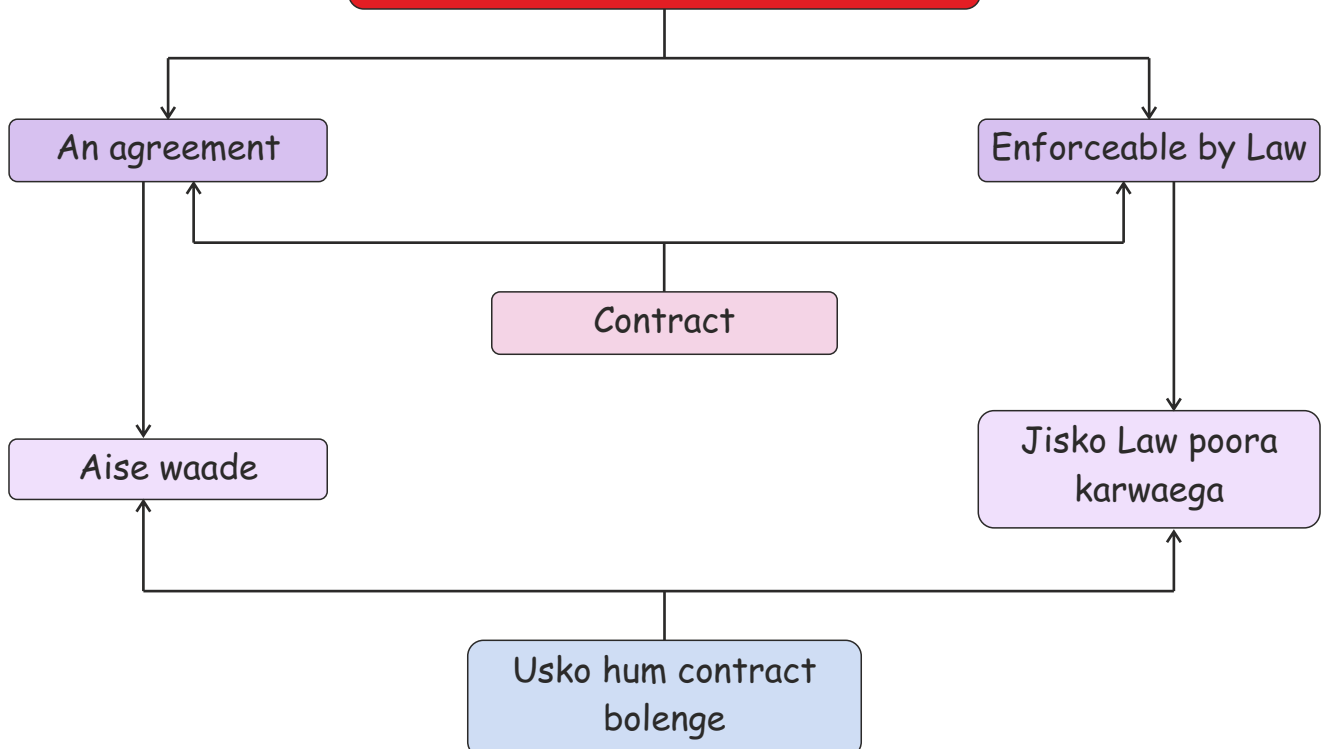 An agreement
Enforceable by Law
Contract
Aise waade
Jisko Law poora
karwaega
Usko hum contract
bolenge